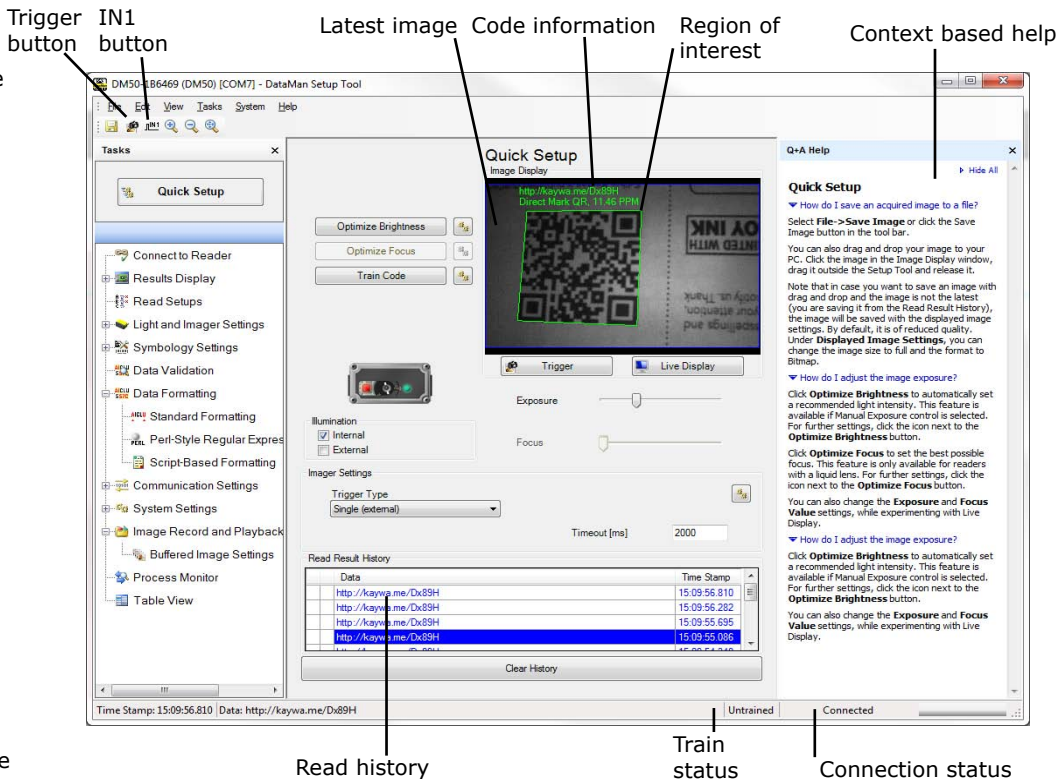 Trigger
button
IN1
button
Latest image
Code information
Region of
interest
Context based help
e
DM50-1B6469 (DM50) [COM7] - DataMan Setup Tool
File Edit View Tasks System Help
IN1
Tasks
Quick Setup
Connect to Reader
Results Display
Read Setups
Light and Imager Settings
Symbology Settings
Data Validation
Data Formatting
Standard Formatting
Perl-Style Regular Expres
Script-Based Formatting
Communication Settings
System Settings
Image Record and Playback
Buffered Image Settings
Process Monitor
Table View
Quick Setup
Image Display
http://kaywa.me/Dx89H
Direct Mark QR, 11.46 PPM
Optimize Brightness
Optimize Focus
Train Code
Trigger
Live Display
Exposure
Focus
Illumination
Internal
External
Imager Settings
Trigger Type
Single (external)
Timeout [ms]
2000
Read Result History
Data Time Stamp
http://kaywa.me/Dx89H 15:09:56.810
http://kaywa.me/Dx89H 15:09:56.282
http://kaywa.me/Dx89H 15:09:55.695
http://kaywa.me/Dx89H 15:09:55.086
Clear History
Q+A Help
Hide All
Quick Setup
How do I save an acquired image to a file?
Select File->Save Image or click the Save
Image button in the tool bar.
You can also drag and drop your image to your
PC. Click the image in the Image Display window,
drag it outside the Setup Tool and release it.
Note that in case you want to save an image with
drag and drop and the image is not the latest
(you are saving it from the Read Result History),
the image will be saved with the displayed image
settings. By default, it is of reduced quality.
Under Displayed Image Settings, you can
change the image size to full and the format to
Bitmap.
How do I adjust the image exposure?
Click Optimize Brightness to automatically set
a recommended light intensity. This feature is
available if Manual Exposure control is selected.
For further settings, click the icon next to the
Optimize Brightness button.
Click Optimize Focus to set the best possible
focus. This feature is only available for readers
with a liquid lens. For further settings, click the
icon next to the Optimize Focus button.
You can also change the Exposure and Focus
Value settings, while experimenting with Live
Display.
How do I adjust the image exposure?
Click Optimize Brightness to automatically set
a recommended light intensity. This feature is
available if Manual Exposure control is selected.
For further settings, click the icon next to the
Optimize Brightness button.
You can also change the Exposure and Focus
Value settings, while experimenting with Live
Display.
Time Stamp: 15:09:56.810 Data: http://kaywa.me/Dx89H
Untrained
Connected
e
Read history
Train
status
Connection status